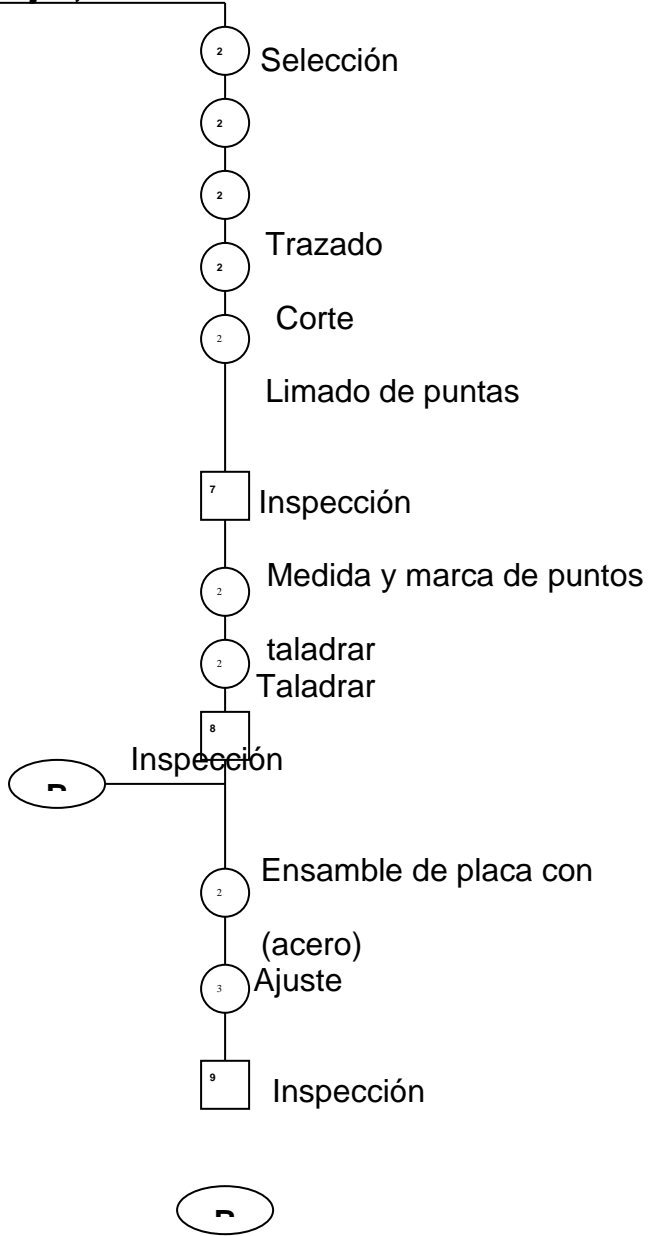 2
Selección
2
2
Trazado
2
Corte
2
Limado de puntas
7
Inspección
Medida y marca de puntos
2
taladrar
2
Taladrar
8
Inspección
Ensamble de placa con
2
(acero)
Ajuste
3
9
Inspección